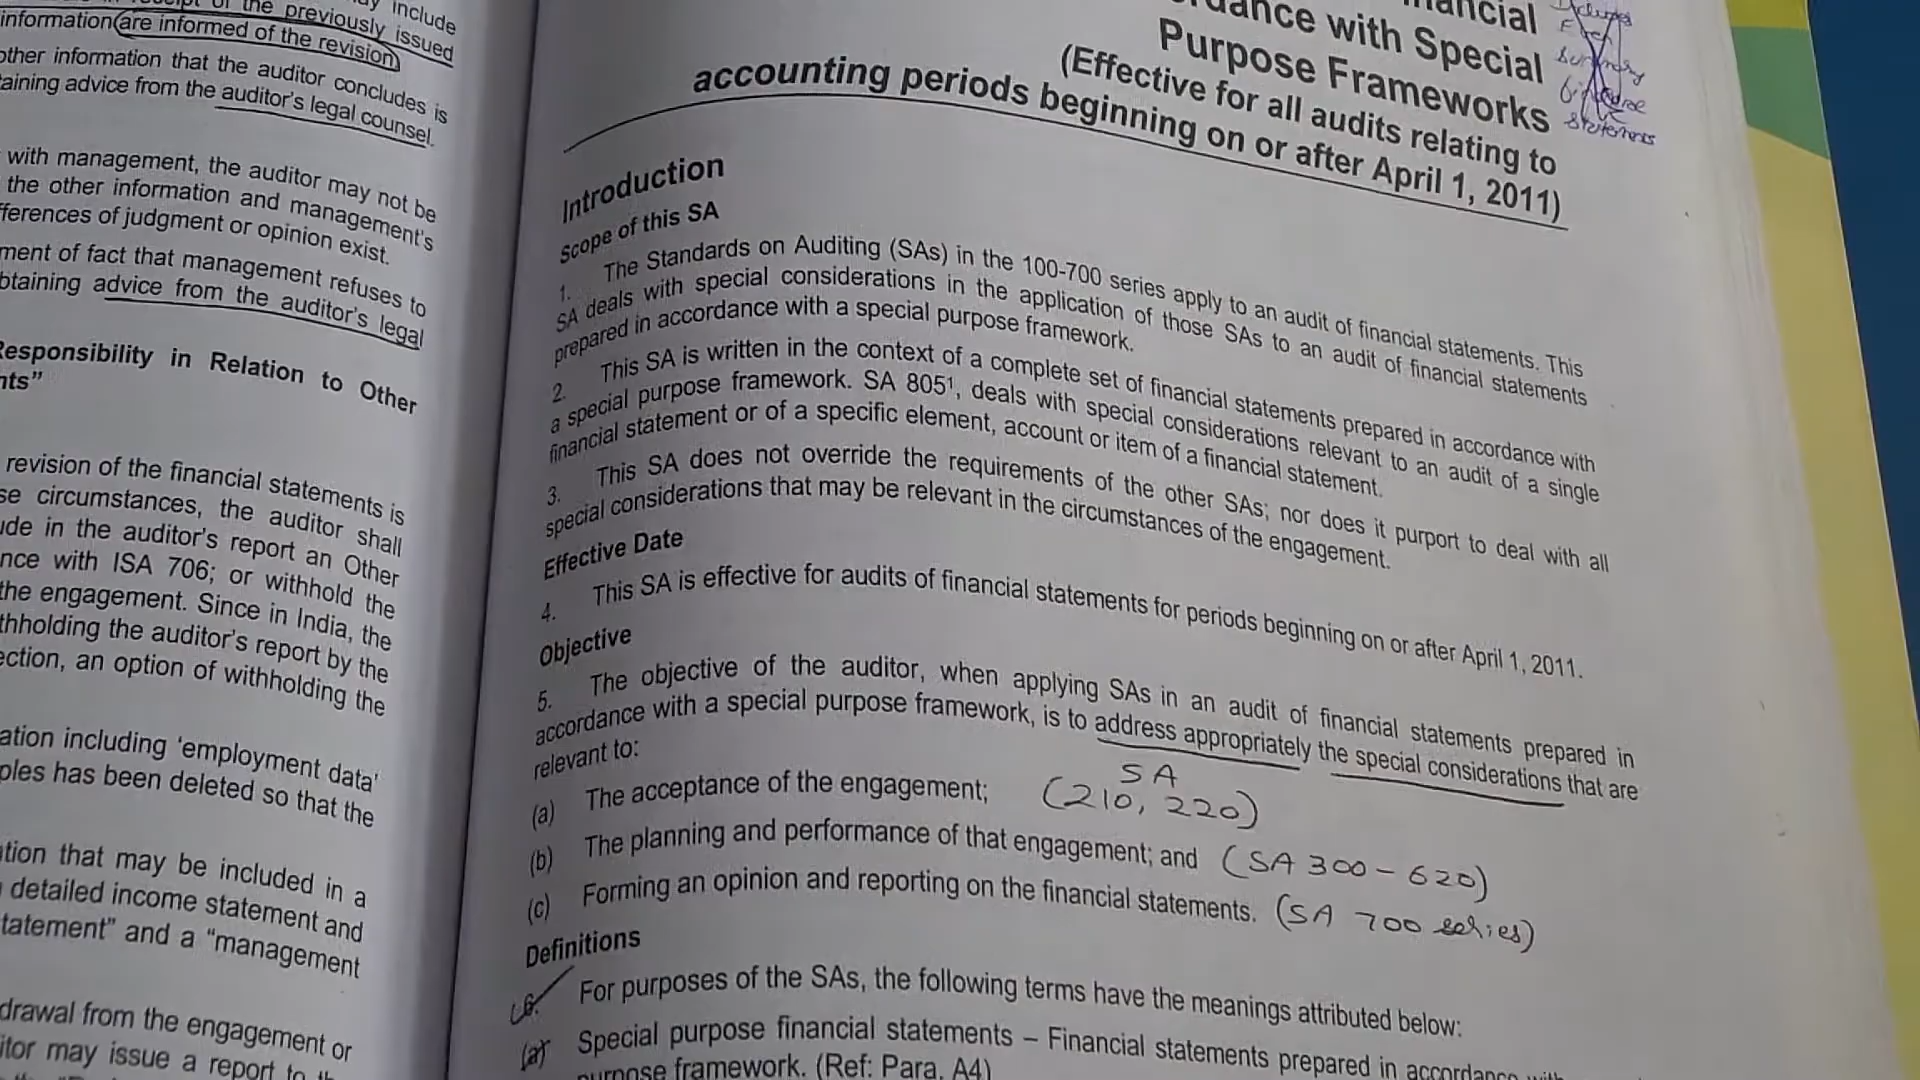 include
the previously issued
information are informed of the revision
other information that the auditor concludes is
aining advice from the auditor's legal counsel.
with management, the auditor may not be
the other information and management's
ferences of judgment or opinion exist.
ment of fact that management refuses to
btaining advice from the auditor's legal
Responsibility in Relation to Other
nts”
revision of the financial statements is
se circumstances, the auditor shall
ude in the auditor's report an Other
nce with ISA 706; or withhold the
the engagement. Since in India, the
thholding the auditor's report by the
ection, an option of withholding the
ation including ‘employment data’
ples has been deleted so that the
ation that may be included in a
detailed income statement and
tatement” and a “management
drawal from the engagement or
itor may issue a report to
nancial
rdance with Special
Purpose Frameworks
(Effective for all audits relating to
accounting periods beginning on or after April 1, 2011)
Introduction
Scope of this SA
1. The Standards on Auditing (SAs) in the 100-700 series apply to an audit of financial statements. This
SA deals with special considerations in the application of those SAs to an audit of financial statements
prepared in accordance with a special purpose framework.
2. This SA is written in the context of a complete set of financial statements prepared in accordance with
a special purpose framework. SA 805¹, deals with special considerations relevant to an audit of a single
financial statement or of a specific element, account or item of a financial statement.
3. This SA does not override the requirements of the other SAs; nor does it purport to deal with all
special considerations that may be relevant in the circumstances of the engagement.
Effective Date
4. This SA is effective for audits of financial statements for periods beginning on or after April 1, 2011.
Objective
5. The objective of the auditor, when applying SAs in an audit of financial statements prepared in
accordance with a special purpose framework, is to address appropriately the special considerations that are
relevant to:
(a) The acceptance of the engagement; SA (210, 220)
(b) The planning and performance of that engagement; and (SA 300 - 620)
(c) Forming an opinion and reporting on the financial statements. (SA 700 series)
Definitions
6. For purposes of the SAs, the following terms have the meanings attributed below:
(a) Special purpose financial statements – Financial statements prepared in accordance with
purpose framework. (Ref: Para. A4)